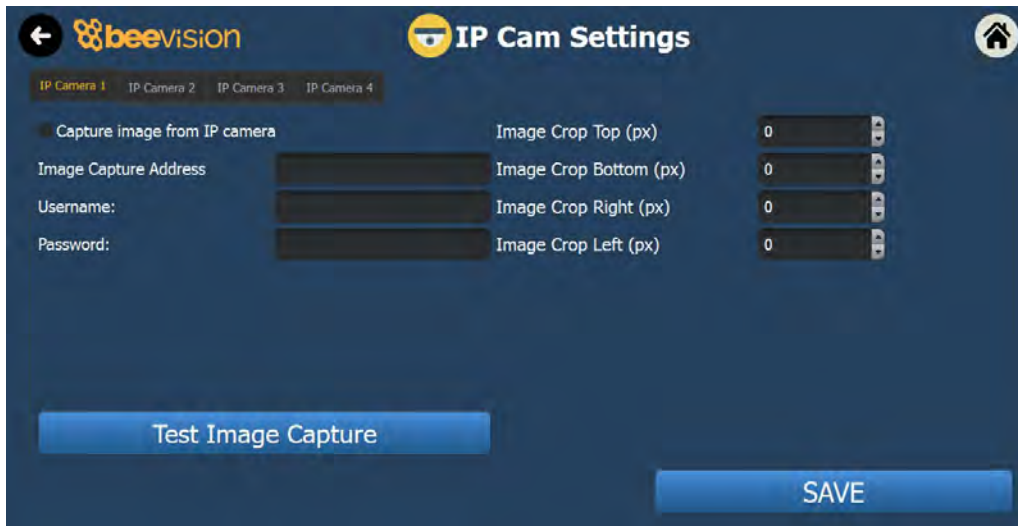 beevision
IP Cam Settings
IP Camera 1 IP Camera 2 IP Camera 3 IP Camera 4
Capture image from IP camera
Image Capture Address
Username:
Password:
Image Crop Top (px) 0
Image Crop Bottom (px) 0
Image Crop Right (px) 0
Image Crop Left (px) 0
Test Image Capture
SAVE